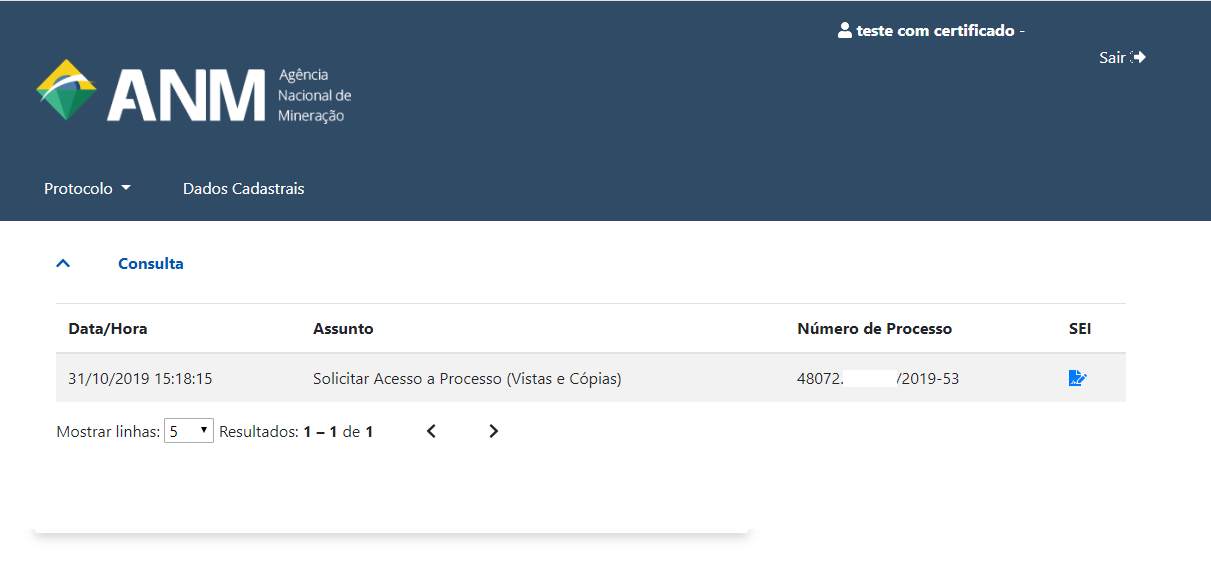 teste com certificado -
Sair
ANM Agência
Nacional de
Mineração
Protocolo
Dados Cadastrais
Consulta
Data/Hora Assunto Número de Processo SEI
31/10/2019 15:18:15 Solicitar Acesso a Processo (Vistas e Cópias) 48072. /2019-53
Mostrar linhas: 5 Resultados: 1 – 1 de 1